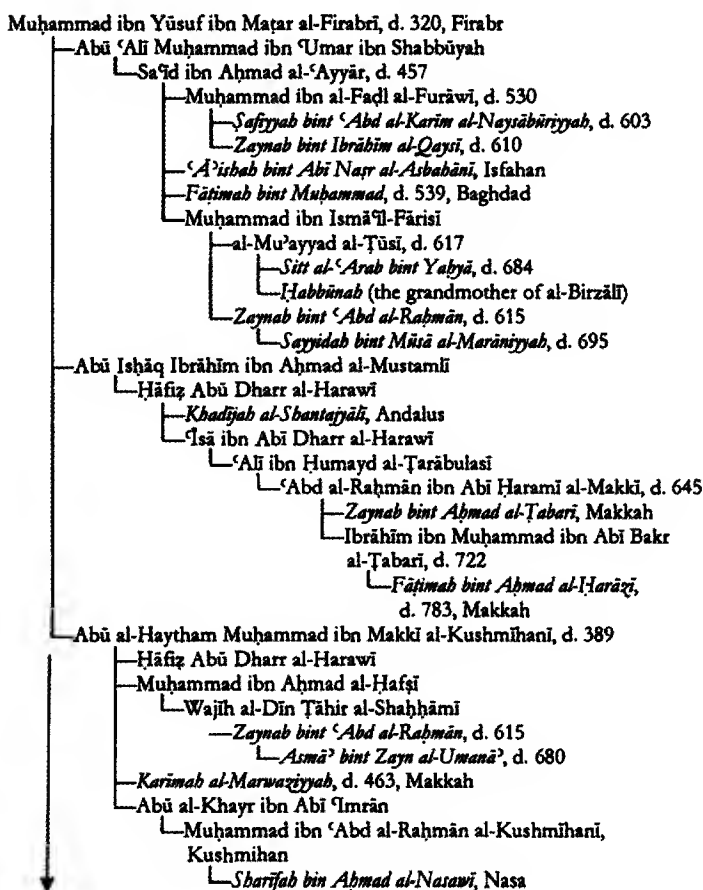 Muḥammad ibn Yūsuf ibn Maṭar al-Firabrī, d. 320, Firabr
Abū ʿAlī Muḥammad ibn ʿUmar ibn Shabbūyah
Saʿīd ibn Aḥmad al-ʿAyyār, d. 457
Muḥammad ibn al-Faḍl al-Furāwī, d. 530
Ṣafiyyah bint ʿAbd al-Karīm al-Naysābūriyyah, d. 603
Zaynab bint Ibrāhīm al-Qaysī, d. 610
ʿĀʾishah bint Abī Naṣr al-Aṣbahānī, Isfahan
Fāṭimah bint Muḥammad, d. 539, Baghdad
Muḥammad ibn Ismāʿīl-Fārisī
al-Muʾayyad al-Ṭūsī, d. 617
Sitt al-ʿArab bint Yaḥyā, d. 684
Ḥabbūnah (the grandmother of al-Birzālī)
Zaynab bint ʿAbd al-Raḥmān, d. 615
Sayyidah bint Mūsā al-Marāniyyah, d. 695
Abū Isḥāq Ibrāhīm ibn Aḥmad al-Mustamlī
Ḥāfiẓ Abū Dharr al-Harawī
Khadījah al-Shantajyālī, Andalus
ʿĪsā ibn Abī Dharr al-Harawī
ʿAlī ibn Ḥumayd al-Ṭarābulasī
ʿAbd al-Raḥmān ibn Abī Ḥaramī al-Makkī, d. 645
Zaynab bint Aḥmad al-Ṭabarī, Makkah
Ibrāhīm ibn Muḥammad ibn Abī Bakr
al-Ṭabarī, d. 722
Fāṭimah bint Aḥmad al-Ḥarāzī,
d. 783, Makkah
Abū al-Haytham Muḥammad ibn Makkī al-Kushmīhanī, d. 389
Ḥāfiẓ Abū Dharr al-Harawī
Muḥammad ibn Aḥmad al-Ḥafṣī
Wajīh al-Dīn Ṭāhir al-Shaḥḥāmī
Zaynab bint ʿAbd al-Raḥmān, d. 615
Asmāʾ bint Zayn al-Umanāʾ, d. 680
Karīmah al-Marwaziyyah, d. 463, Makkah
Abū al-Khayr ibn Abī ʿImrān
Muḥammad ibn ʿAbd al-Raḥmān al-Kushmīhanī,
Kushmihan
Sharīfah bin Aḥmad al-Nasawī, Nasa